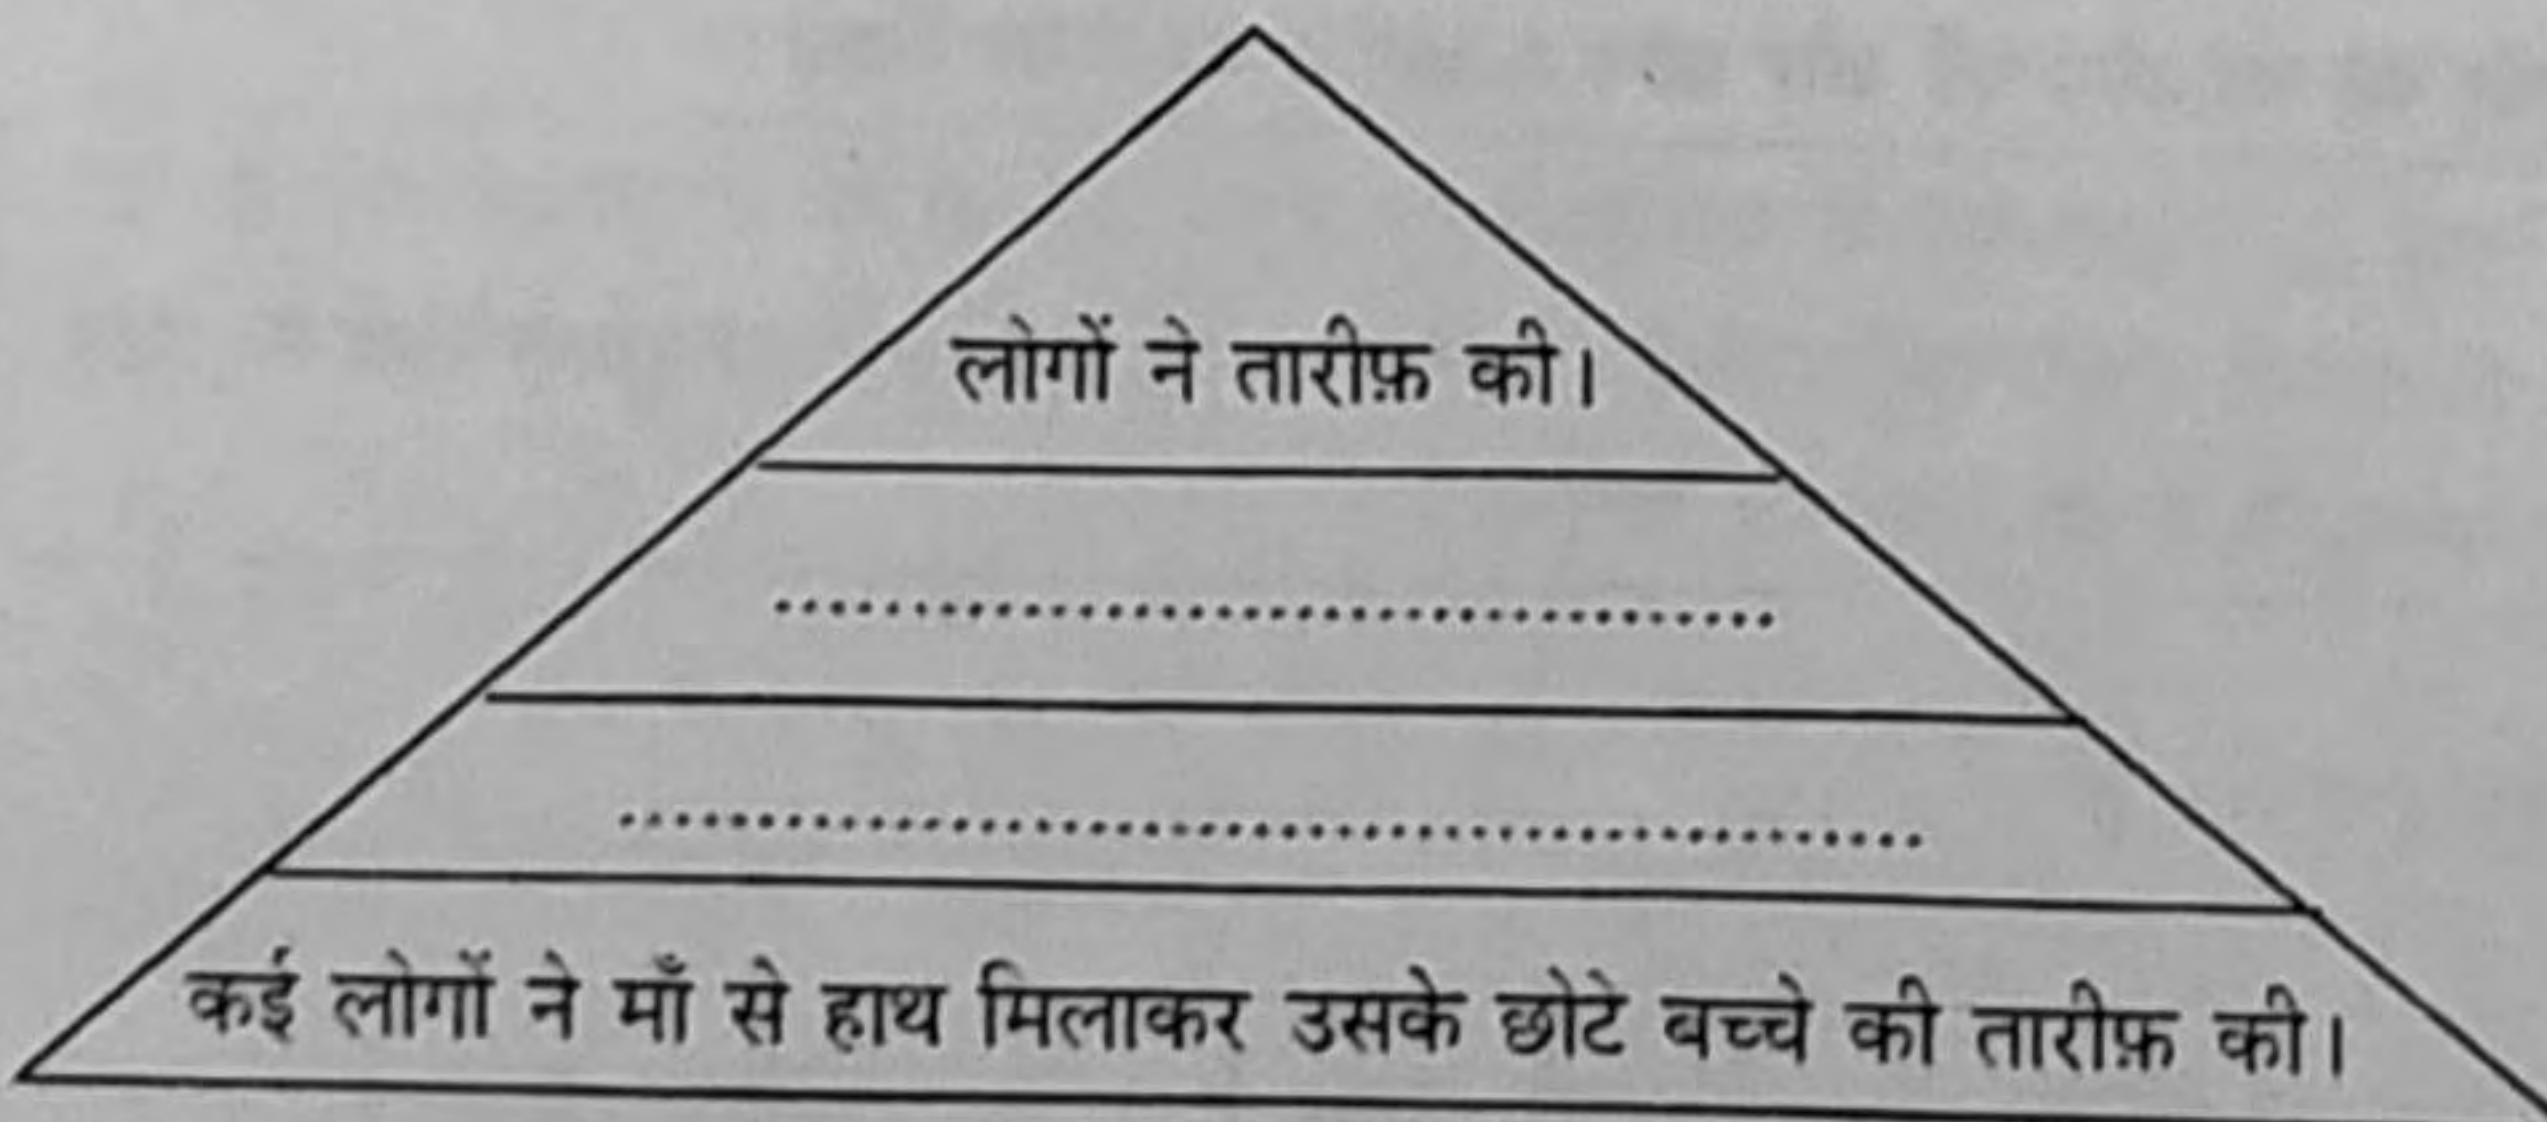 लोगों ने तारीफ़ की।
......................................
................................................
कई लोगों ने माँ से हाथ मिलाकर उसके छोटे बच्चे की तारीफ़ की।